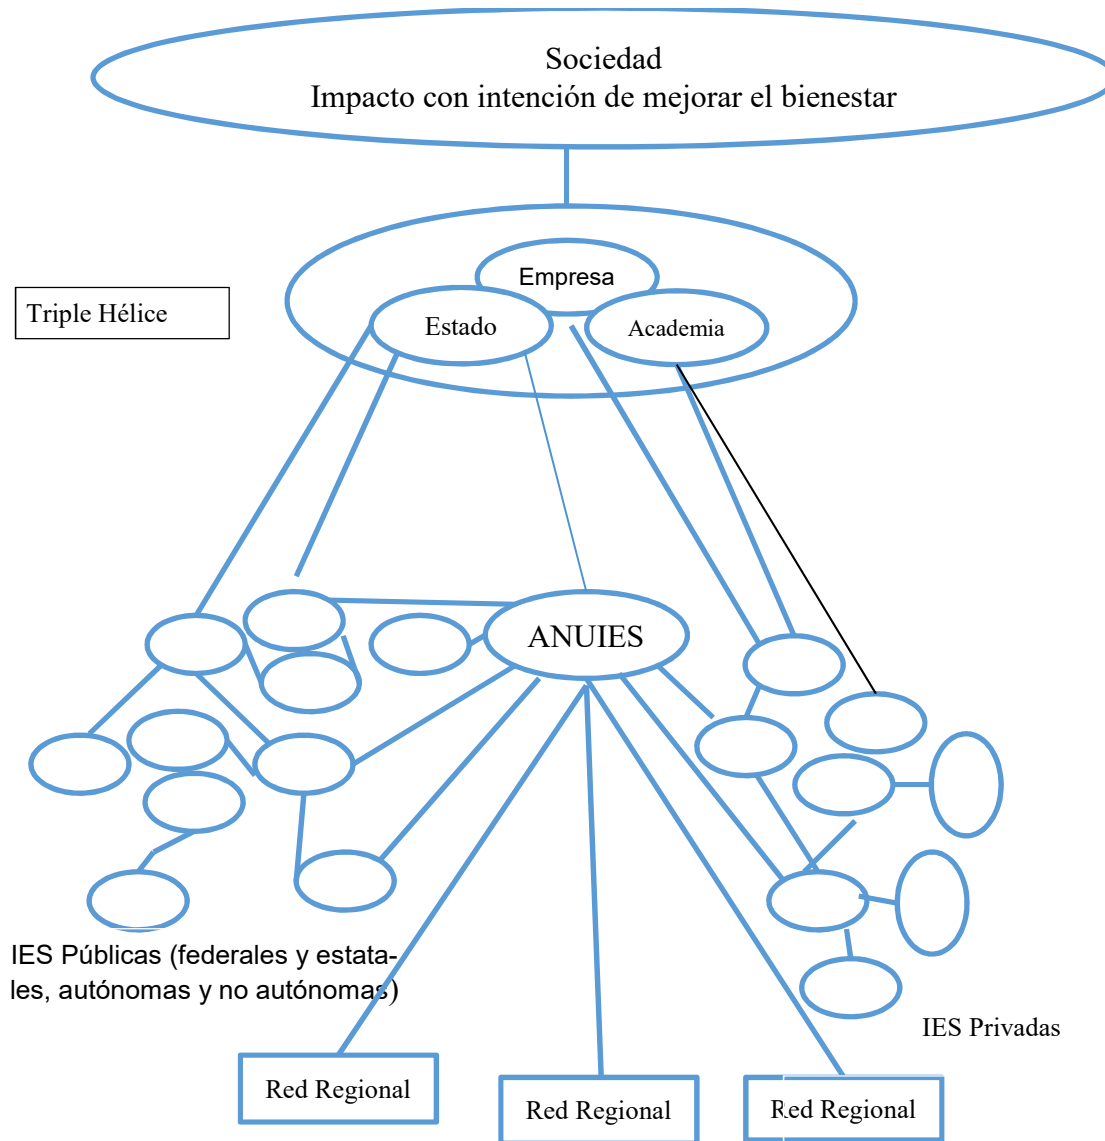 Sociedad
Impacto con intención de mejorar el bienestar
Empresa
Triple Hélice
Estado
Academia
ANUIES
IES Públicas (federales y estata-
les, autónomas y no autónomas)
IES Privadas
Red Regional
Red Regional
Red Regional